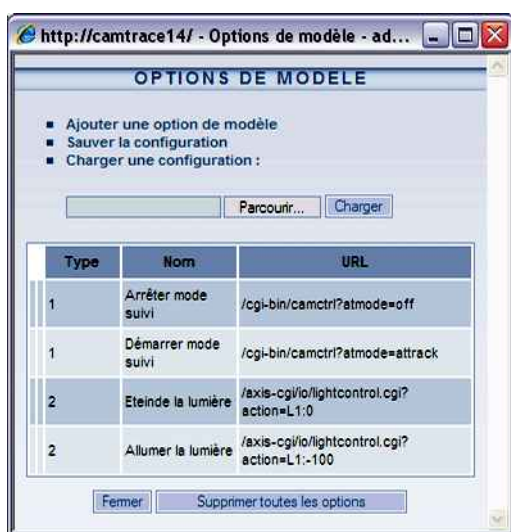 http://camtrace14/ - Options de modèle - ad...
OPTIONS DE MODELE
Ajouter une option de modèle
Sauver la configuration
Charger une configuration :
Parcourir... Charger
Type Nom URL
1 Arrêter mode suivi /cgi-bin/camctrl?atmode=off
1 Démarrer mode suivi /cgi-bin/camctrl?atmode=attrack
2 Eteinde la lumière /axis-cgi/io/lightcontrol.cgi?action=L1:0
2 Allumer la lumière /axis-cgi/io/lightcontrol.cgi?action=L1:-100
Fermer Supprimer toutes les options